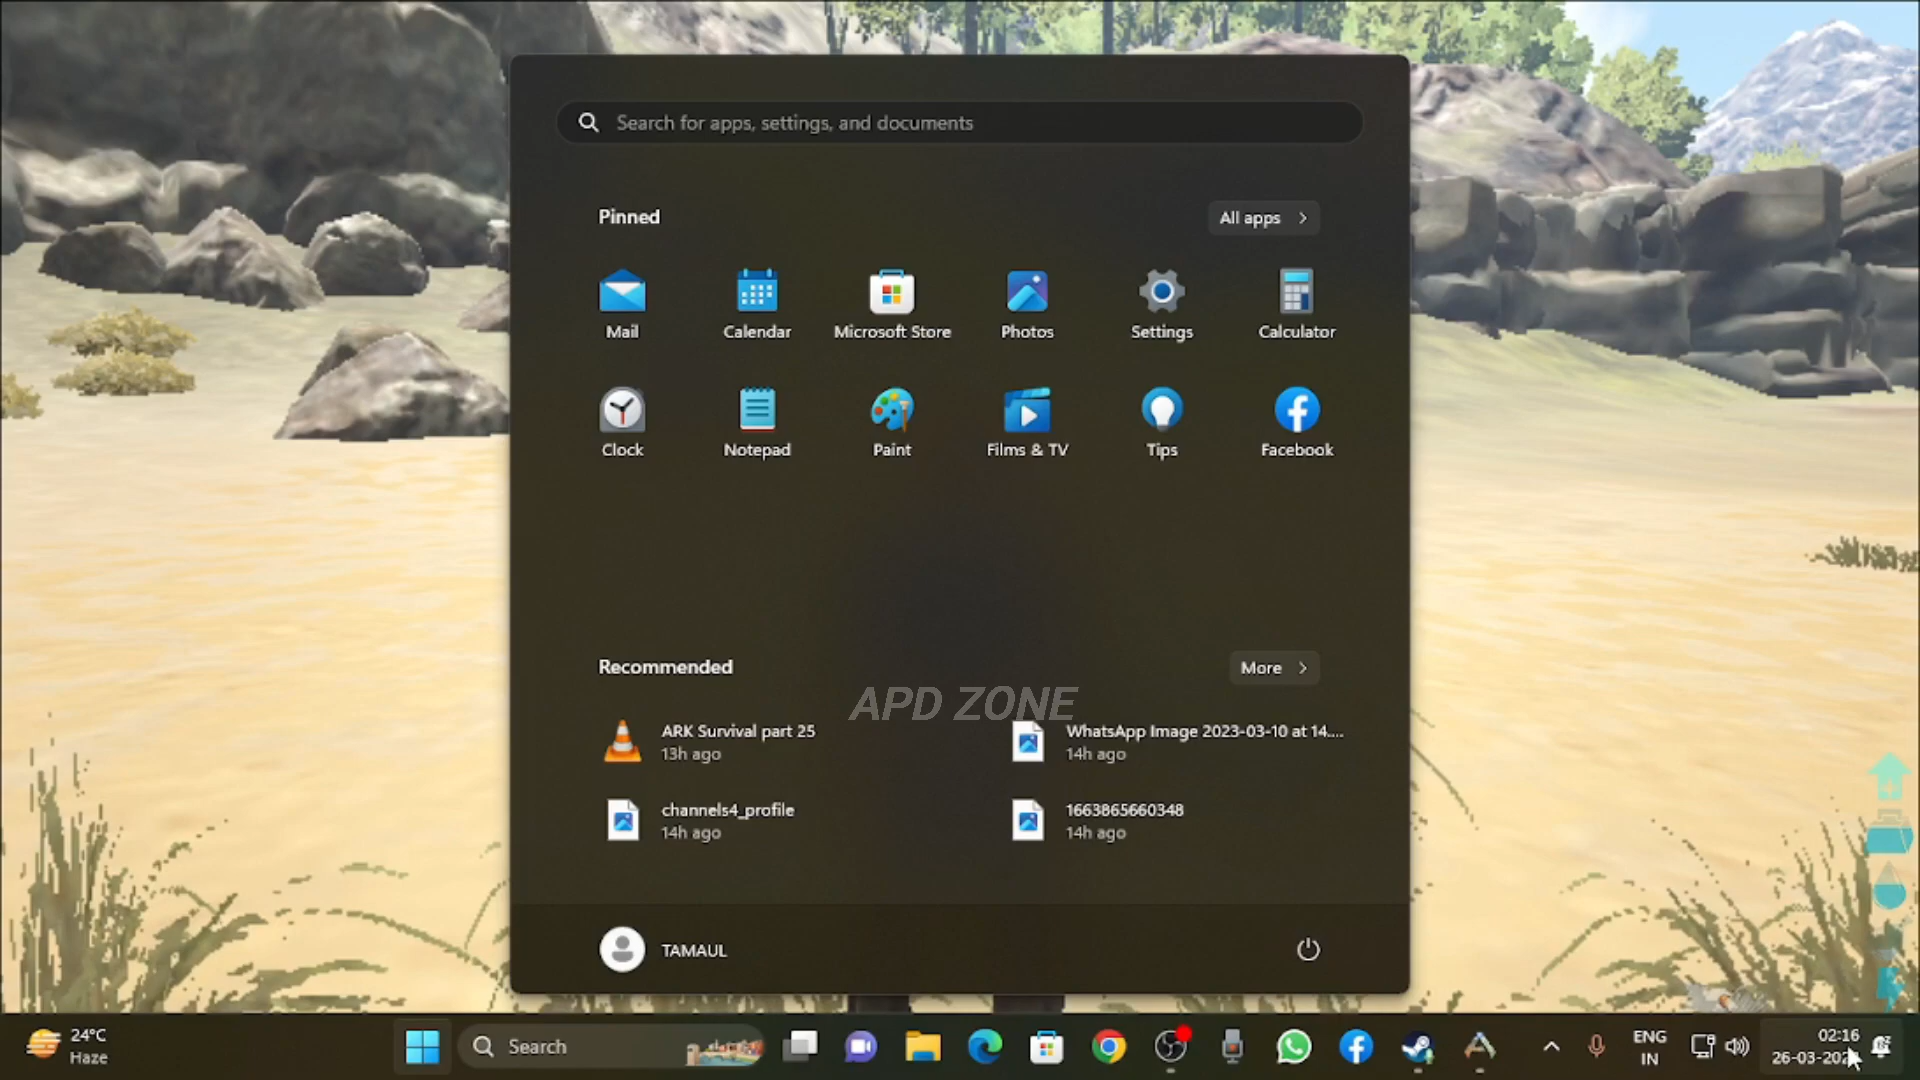 Search for apps, settings, and documents
Pinned
All apps
Mail
Calendar
Microsoft Store
Photos
Settings
Calculator
Clock
Notepad
Paint
Films & TV
Tips
Facebook
Recommended
More
APD ZONE
ARK Survival part 25
13h ago
WhatsApp Image 2023-03-10 at 14....
14h ago
channels4_profile
14h ago
1663865660348
14h ago
TAMAUL
24°C
Haze
Search
ENG
IN
02:16